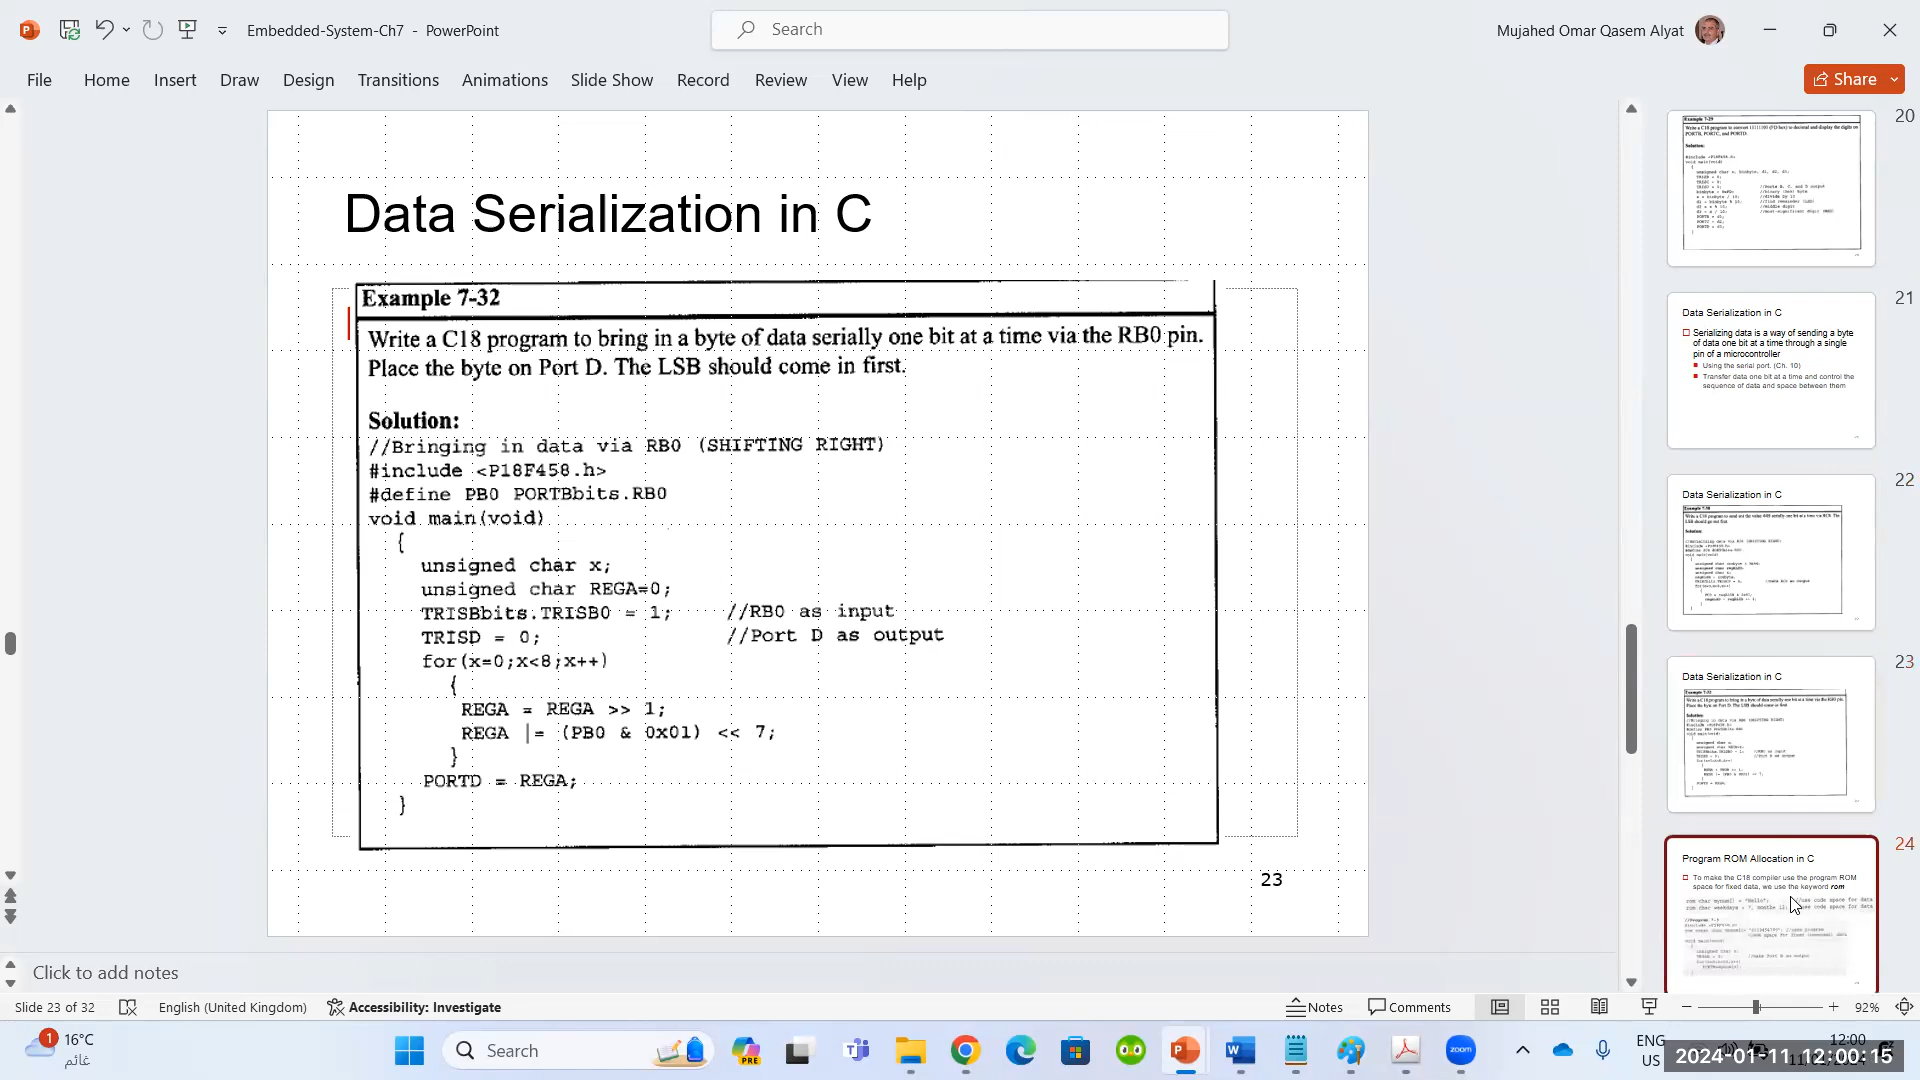 Embedded-System-Ch7 - PowerPoint
Search
Mujahed Omar Qasem Alyat
File Home Insert Draw Design Transitions Animations Slide Show Record Review View Help
Share
Data Serialization in C
Example 7-32
Write a C18 program to bring in a byte of data serially one bit at a time via the RB0 pin.
Place the byte on Port D. The LSB should come in first.
Solution:
//Bringing in data via RB0 (SHIFTING RIGHT)
#include <P18F458.h>
#define PB0 PORTBbits.RB0
void main(void)
{
unsigned char x;
unsigned char REGA=0;
TRISBbits.TRISB0 = 1; //RB0 as input
TRISD = 0; //Port D as output
for(x=0;x<8;x++)
{
REGA = REGA >> 1;
REGA |= (PB0 & 0x01) << 7;
}
PORTD = REGA;
}
23
20
Example 7-29
21
Data Serialization in C
Serializing data is a way of sending a byte
of data one bit at a time through a single
pin of a microcontroller
Using the serial port. (Ch. 10)
Transfer data one bit at a time and control the
sequence of data and space between them
22
Data Serialization in C
23
Data Serialization in C
Example 7-32
24
Program ROM Allocation in C
To make the C18 compiler use the program ROM
space for fixed data, we use the keyword rom
Click to add notes
Slide 23 of 32
English (United Kingdom)
Accessibility: Investigate
Notes
Comments
92%
1
16°C
غائم
Search
PRE
zoom
ENG
US
12:00
2024-01-11 12:00:15